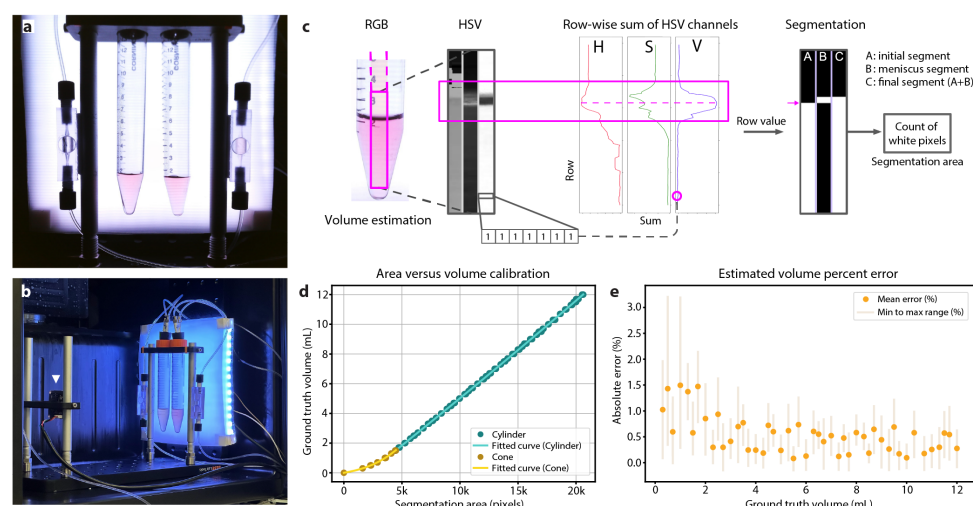 a
b
c
RGB
HSV
Row-wise sum of HSV channels
Segmentation
H
S
V
A
B
C
A: initial segment
B: meniscus segment
C: final segment (A+B)
4
3
2
Row
Row value
Count of
white pixels
Segmentation area
Volume estimation
Sum
1 1 1 1 1 1 1
d
Area versus volume calibration
Ground truth volume (mL)
12
10
8
6
4
2
0
0
5k
10k
15k
20k
Segmentation area (pixels)
Cylinder
Fitted curve (Cylinder)
Cone
Fitted curve (Cone)
e
Estimated volume percent error
Absolute error (%)
3.0
2.5
2.0
1.5
1.0
0.5
0.0
0
2
4
6
8
10
12
Ground truth volume (mL)
Mean error (%)
Min to max range (%)